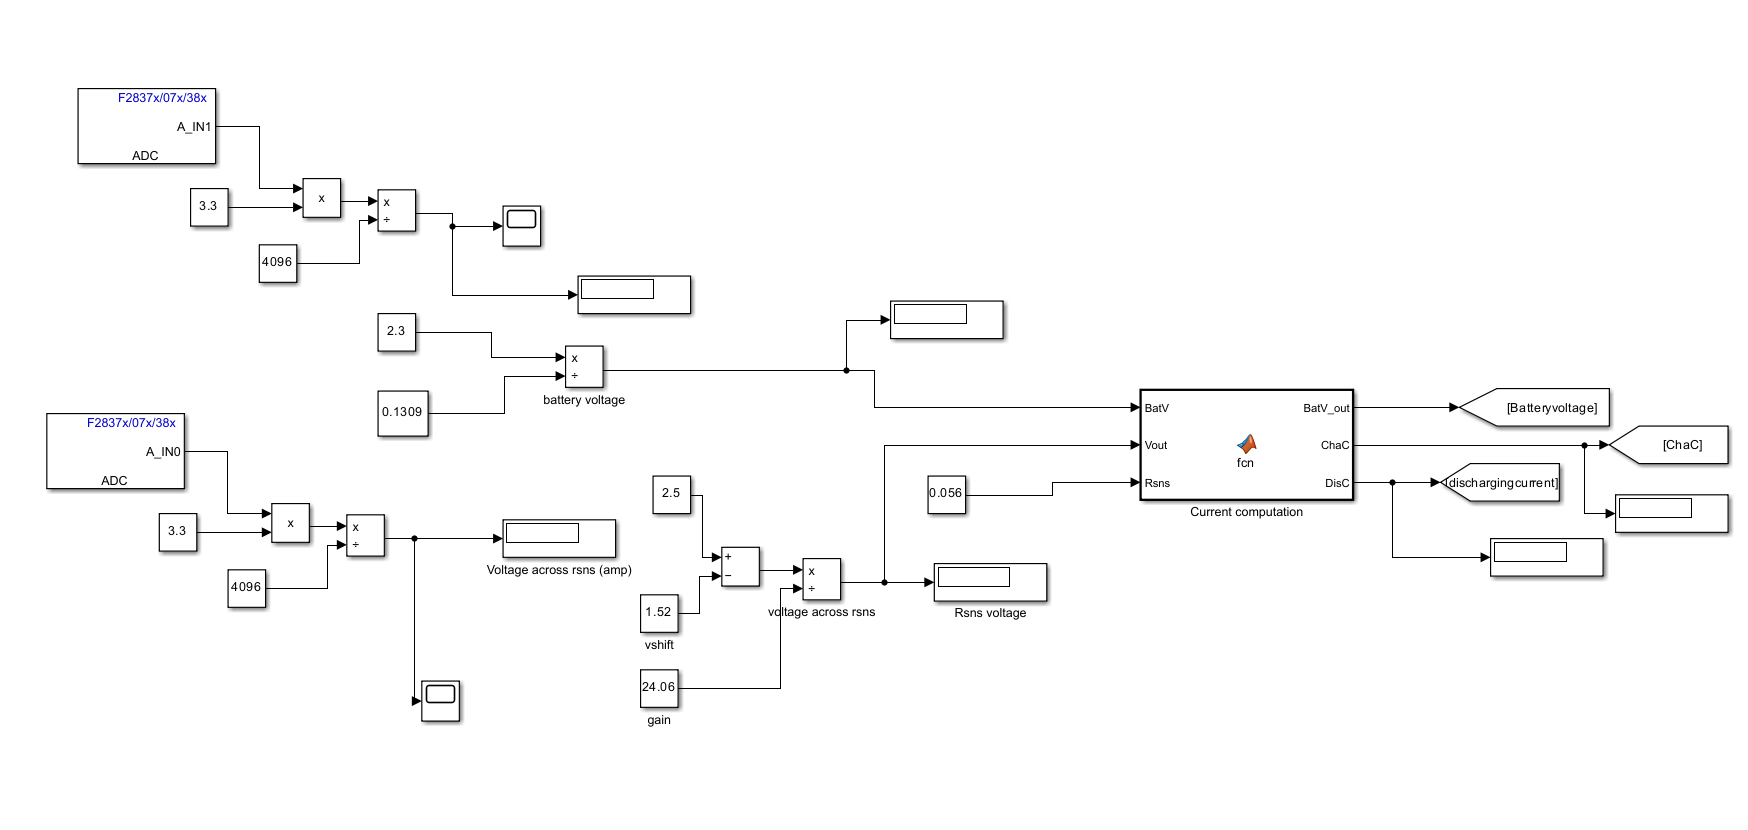 F2837x/07x/38x
A_IN1
ADC
3.3
x
x
÷
4096
2.3
x
÷
0.1309
battery voltage
F2837x/07x/38x
A_IN0
ADC
3.3
x
x
÷
4096
Voltage across rsns (amp)
2.5
+
−
1.52
vshift
x
÷
voltage across rsns
24.06
gain
Rsns voltage
0.056
BatV
Vout
Rsns
fcn
BatV_out
ChaC
DisC
Current computation
[Batteryvoltage]
[ChaC]
[dischargingcurrent]